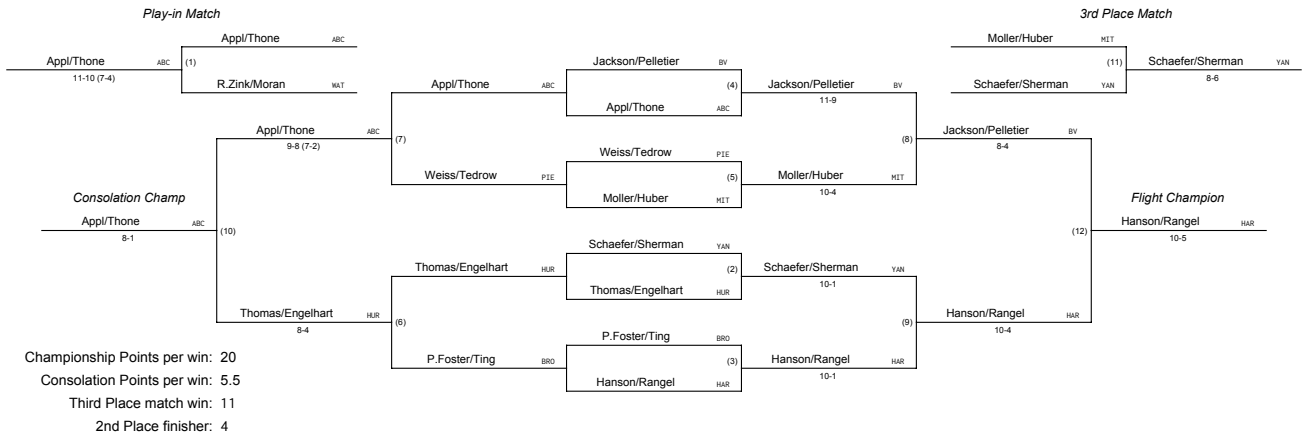 Play-in Match
3rd Place Match
Appl/Thone ABC
Moller/Huber MIT
Appl/Thone ABC (1)
(11) Schaefer/Sherman YAN
11-10 (7-4)
8-6
R.Zink/Moran WAT
Schaefer/Sherman YAN
Jackson/Pelletier BV
Appl/Thone ABC (4) Jackson/Pelletier BV
11-9
Appl/Thone ABC
Appl/Thone ABC (7) (8) Jackson/Pelletier BV
9-8 (7-2)
8-4
Weiss/Tedrow PIE
Weiss/Tedrow PIE (5) Moller/Huber MIT
10-4
Moller/Huber MIT
Consolation Champ
Flight Champion
Appl/Thone ABC (10) (12) Hanson/Rangel HAR
8-1
10-5
Schaefer/Sherman YAN
Thomas/Engelhart HUR (2) Schaefer/Sherman YAN
10-1
Thomas/Engelhart HUR
Thomas/Engelhart HUR (6) (9) Hanson/Rangel HAR
8-4
10-4
P.Foster/Ting BRO
P.Foster/Ting BRO (3) Hanson/Rangel HAR
10-1
Hanson/Rangel HAR
Championship Points per win: 20
Consolation Points per win: 5.5
Third Place match win: 11
2nd Place finisher: 4